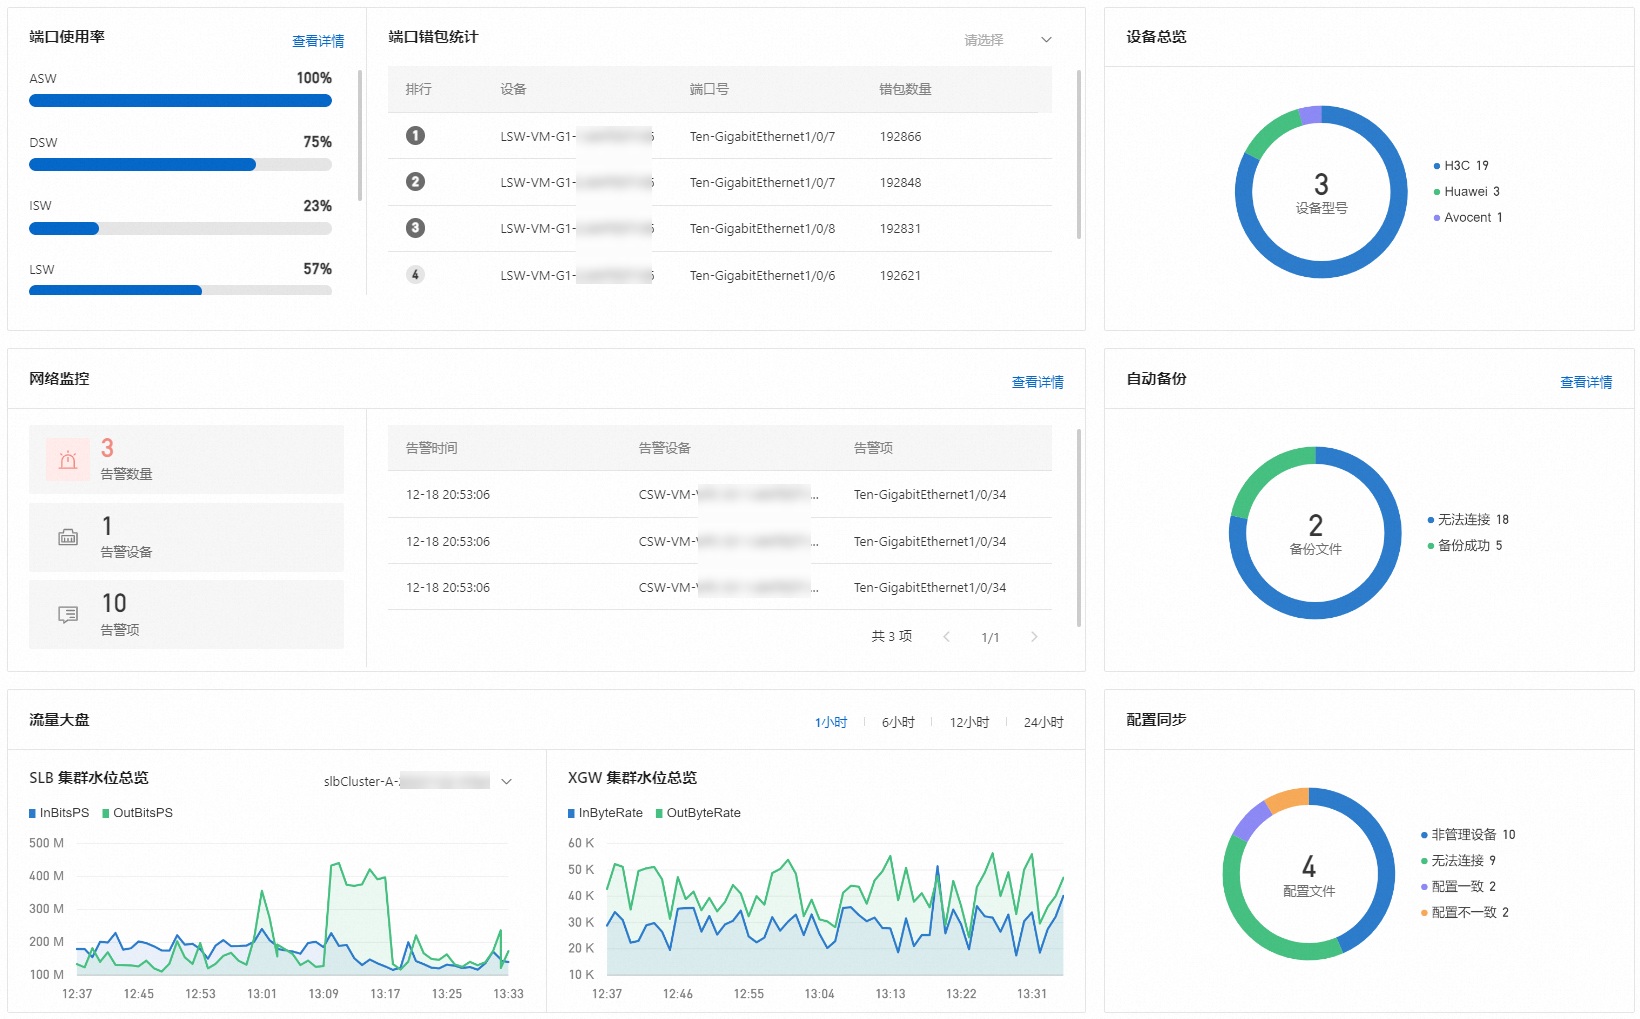 端口使用率
查看详情
ASW 100%
DSW 75%
ISW 23%
LSW 57%
端口错包统计
请选择
排行 设备 端口号 错包数量
1 LSW-VM-G1- Ten-GigabitEthernet1/0/7 192866
2 LSW-VM-G1- Ten-GigabitEthernet1/0/7 192848
3 LSW-VM-G1- Ten-GigabitEthernet1/0/8 192831
4 LSW-VM-G1- Ten-GigabitEthernet1/0/6 192621
设备总览
3
设备型号
H3C 19
Huawei 3
Avocent 1
网络监控
查看详情
3
告警数量
1
告警设备
10
告警项
告警时间 告警设备 告警项
12-18 20:53:06 CSW-VM- ... Ten-GigabitEthernet1/0/34
12-18 20:53:06 CSW-VM- ... Ten-GigabitEthernet1/0/34
12-18 20:53:06 CSW-VM- ... Ten-GigabitEthernet1/0/34
共 3 项 1/1
自动备份
查看详情
2
备份文件
无法连接 18
备份成功 5
流量大盘
1小时 6小时 12小时 24小时
SLB 集群水位总览
slbCluster-A-
InBitsPS OutBitsPS
500 M
400 M
300 M
200 M
100 M
12:37 12:45 12:53 13:01 13:09 13:17 13:25 13:33
XGW 集群水位总览
InByteRate OutByteRate
60 K
50 K
40 K
30 K
20 K
10 K
12:37 12:46 12:55 13:04 13:13 13:22 13:31
配置同步
4
配置文件
非管理设备 10
无法连接 9
配置一致 2
配置不一致 2